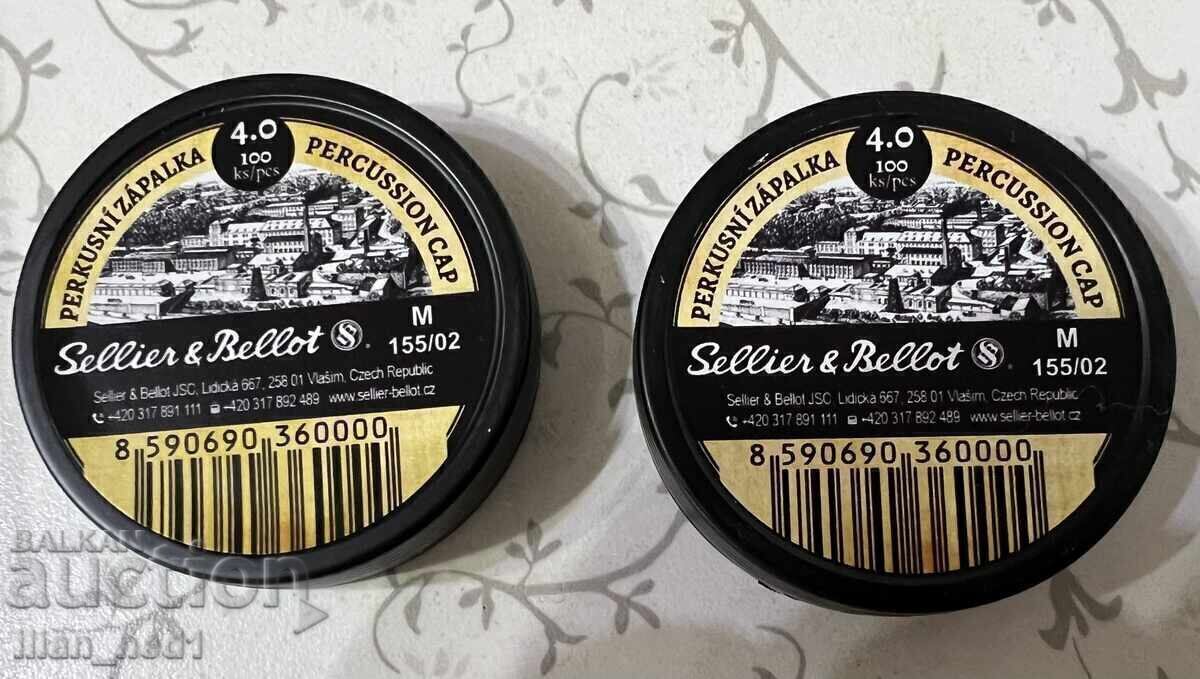 4.0
100
ks/pcs
PERKUSNÍ ZÁPALKA PERCUSSION CAP
Sellier & Bellot
M
155/02
Sellier & Bellot JSC, Lidická 667, 258 01 Vlašim, Czech Republic
+420 317 891 111 +420 317 892 489 www.sellier-bellot.cz
8 590690 360000
4.0
100
ks/pcs
PERKUSNÍ ZÁPALKA PERCUSSION CAP
Sellier & Bellot
M
155/02
Sellier & Bellot JSC, Lidická 667, 258 01 Vlašim, Czech Republic
+420 317 891 111 +420 317 892 489 www.sellier-bellot.cz
8 590690 360000
BALKAN
auction
ilian_ned1